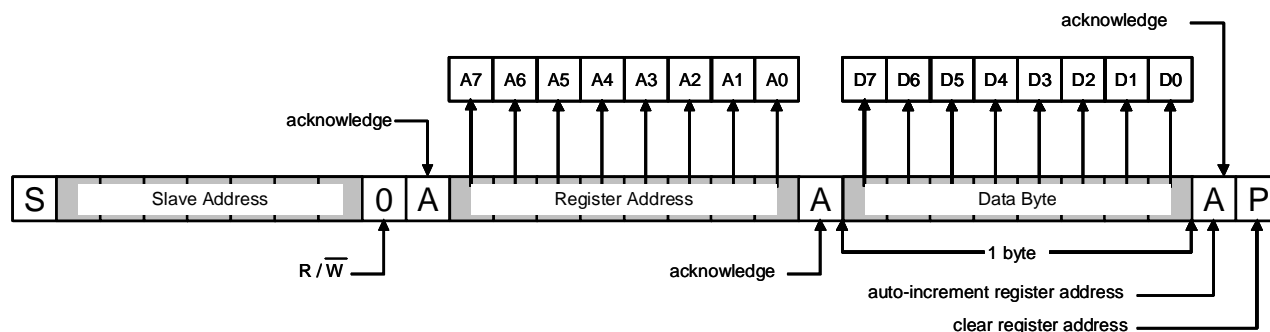 acknowledge
A7 A6 A5 A4 A3 A2 A1 A0 D7 D6 D5 D4 D3 D2 D1 D0
acknowledge
S Slave Address 0 A Register Address A Data Byte A P
R / W̅ acknowledge 1 byte
auto-increment register address
clear register address